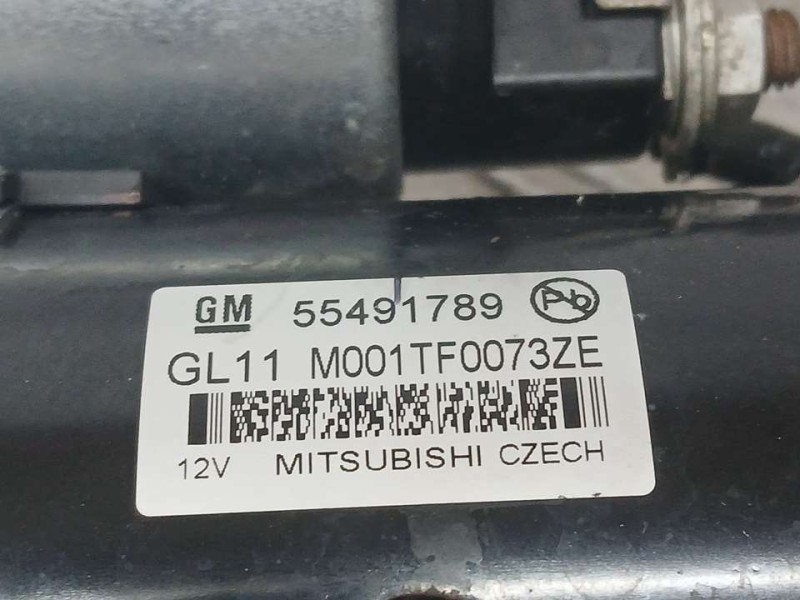 GM 55491789 Pb
GL11 M001TF0073ZE
12V MITSUBISHI CZECH